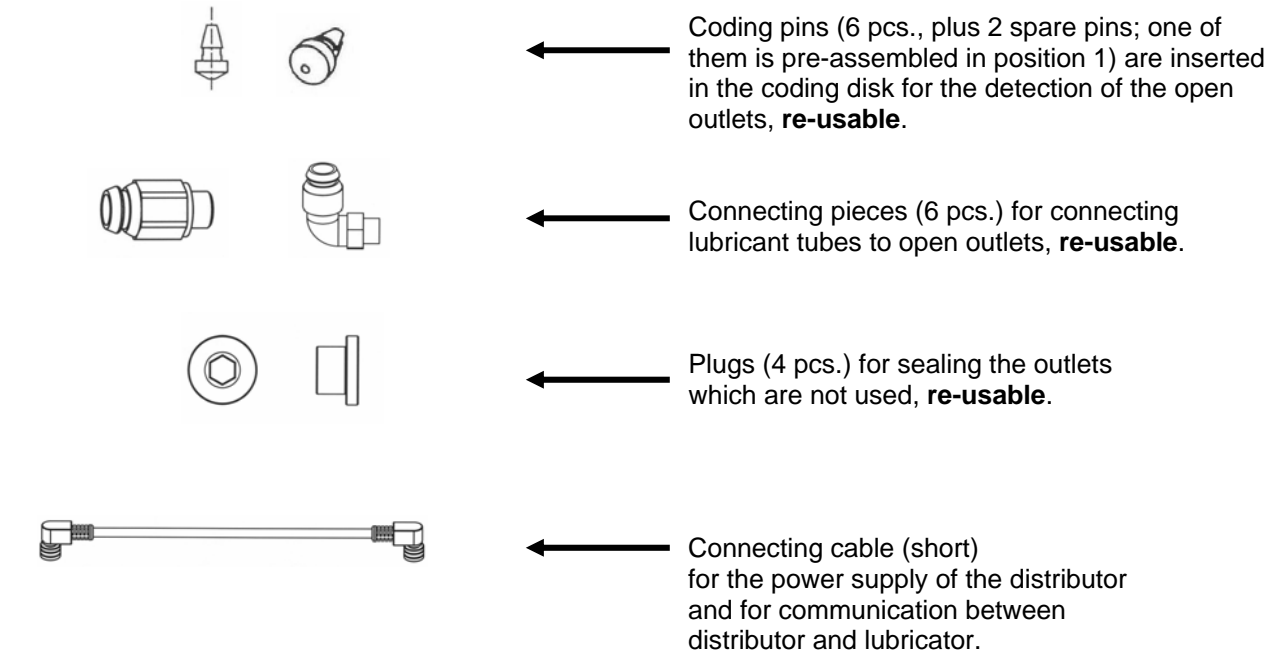 Coding pins (6 pcs., plus 2 spare pins; one of
them is pre-assembled in position 1) are inserted
in the coding disk for the detection of the open
outlets, re-usable.
Connecting pieces (6 pcs.) for connecting
lubricant tubes to open outlets, re-usable.
Plugs (4 pcs.) for sealing the outlets
which are not used, re-usable.
Connecting cable (short)
for the power supply of the distributor
and for communication between
distributor and lubricator.